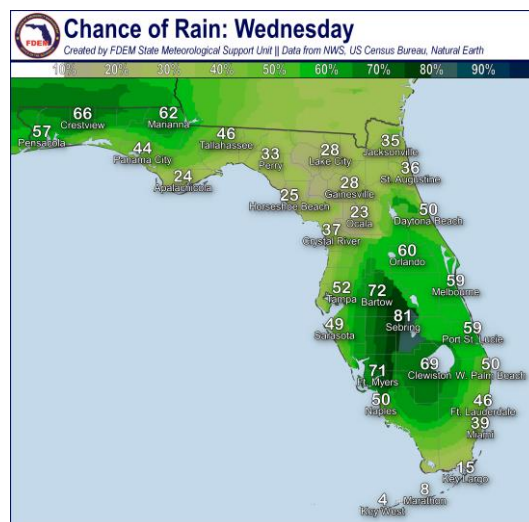 Chance of Rain: Wednesday
Created by FDEM State Meteorological Support Unit || Data from NWS, US Census Bureau, Natural Earth
FDEM
10% 20% 30% 40% 50% 60% 70% 80% 90%
66
Crestview
62
Marianna
57
Pensacola
46
Tallahassee
44
Panama City
33
Perry
28
Lake City
35
Jacksonville
24
Apalachicola
36
St. Augustine
28
Gainesville
25
Horseshoe Beach
23
Ocala
50
Daytona Beach
37
Crystal River
60
Orlando
52
Tampa
72
Bartow
59
Melbourne
49
Sarasota
81
Sebring
59
Port St. Lucie
71
Ft. Myers
69
Clewiston
50
W. Palm Beach
50
Naples
46
Ft. Lauderdale
39
Miami
15
Key Largo
8
Marathon
4
Key West